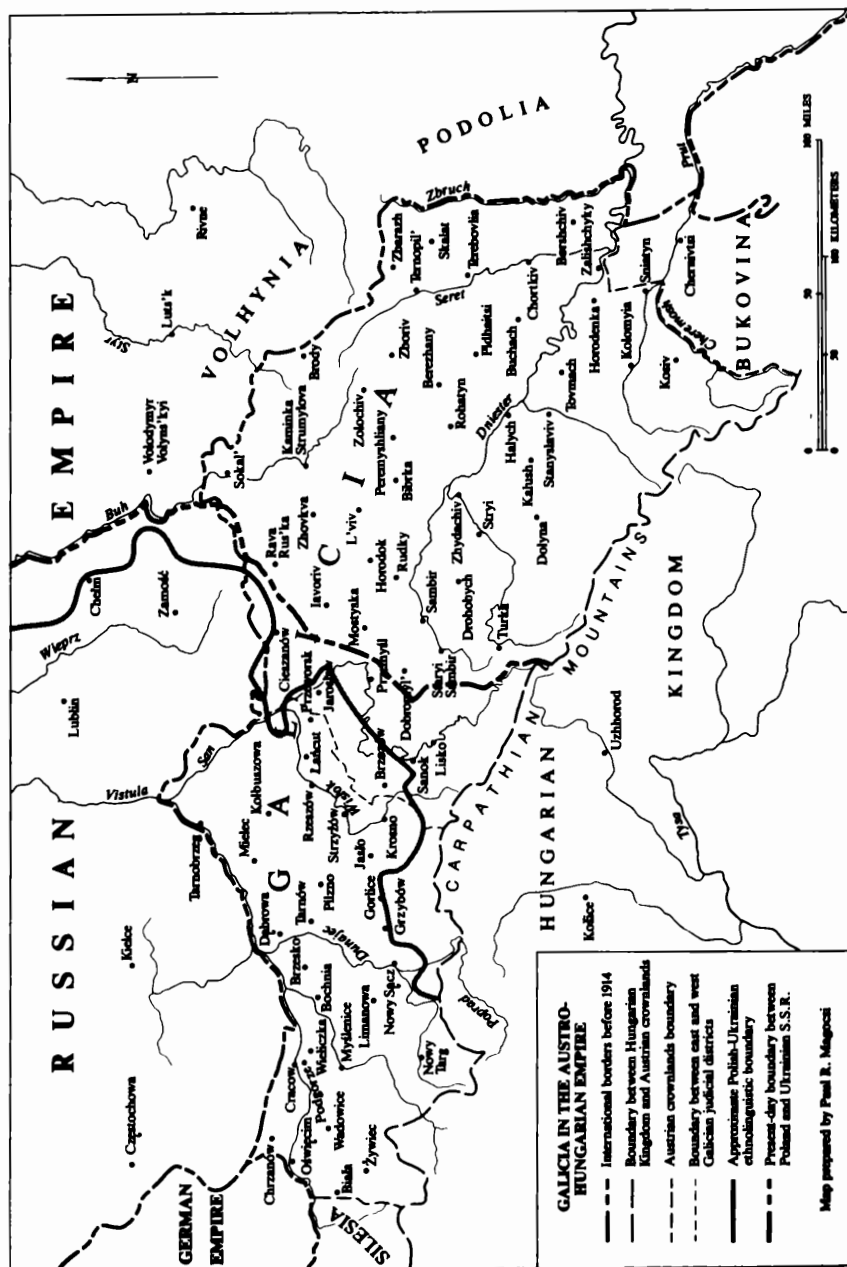 N
RUSSIAN
EMPIRE
GERMAN
EMPIRE
SILESIA
VOLHYNIA
PODOLIA
GALICIA
BUKOVINA
HUNGARIAN
KINGDOM
CARPATHIAN
MOUNTAINS
Częstochowa
Kielce
Lublin
Chełm
Zamość
Volodymyr
Volyns'kyi
Luts'k
Rivne
Vistula
San
Wieprz
Buh
Styr
Tarnobrzeg
Chrzanów
Cracow
Oświęcim
Podgórze
Wieliczka
Biała
Wadowice
Żywiec
Myślenice
Bochnia
Brzesko
Limanowa
Nowy Sącz
Nowy
Targ
Poprad
Dunajec
Dąbrowa
Tarnów
Pilzno
Mielec
Kolbuszowa
Rzeszów
Łańcut
Strzyżów
Wisłok
Jasło
Gorlice
Grzybów
Krosno
Brzozów
Sanok
Lisko
Przeworsk
Jarosław
Cieszanów
Przemyśl
Dobromyl'
Staryi
Sambir
Sambir
Turka
Drohobych
Mostyska
Iavoriv
Rava
Rus'ka
Zhovkva
L'viv
Horodok
Rudky
Sokal'
Kaminka
Strumylova
Brody
Zolochiv
Peremyshliany
Bibrka
Zhydachiv
Stryi
Dolyna
Kalush
Stanyslaviv
Halych
Rohatyn
Berezhany
Zboriv
Pidhaitsi
Buchach
Tovmach
Dniester
Seret
Zbruch
Zbarazh
Ternopil'
Skalat
Terebovlia
Chortkiv
Borshchiv
Zalishchyky
Horodenka
Kolomyia
Sniatyn
Kosiv
Cheremosh
Chernivtsi
Prut
Uzhhorod
Tysa
Košice
0 50 100 MILES
0 50 100 KILOMETERS
GALICIA IN THE AUSTRO-
HUNGARIAN EMPIRE
International borders before 1914
Boundary between Hungarian
Kingdom and Austrian crownlands
Austrian crownlands boundary
Boundary between east and west
Galician judicial districts
Approximate Polish-Ukrainian
ethnolinguistic boundary
Present-day boundary between
Poland and Ukrainian S.S.R.
Map prepared by Paul R. Magocsi